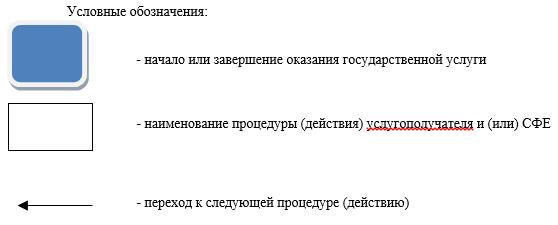 Условные обозначения:
- начало или завершение оказания государственной услуги
- наименование процедуры (действия) услугополучателя и (или) СФЕ
- переход к следующей процедуре (действию)